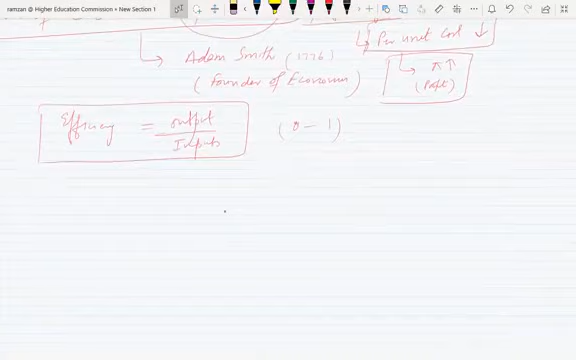 ramzan @ Higher Education Commission > New Section 1
Per unit Cost ↓
↳ Adam Smith (1776)
↳ ↑↑
(Founder of Economics)
(Profit)
Efficiency = output / Inputs (0 - 1)